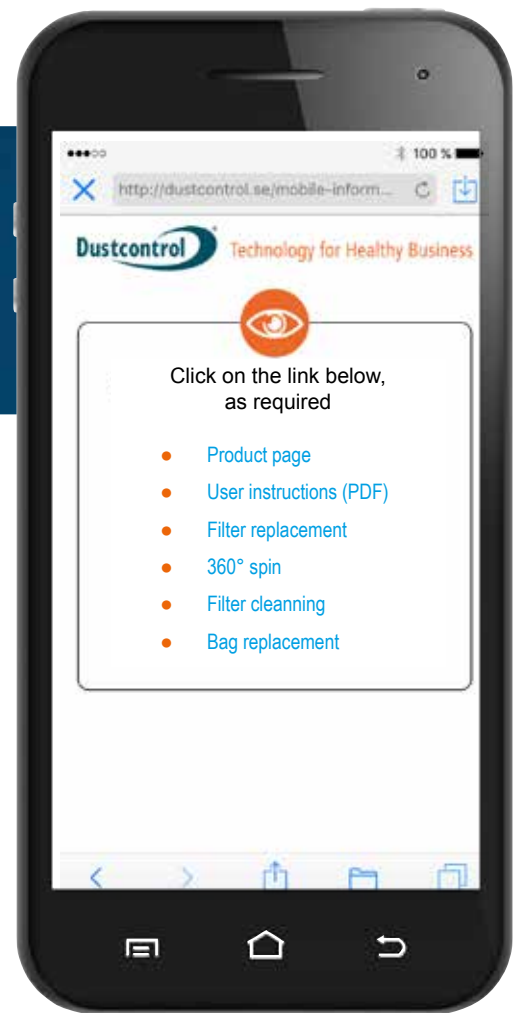 100 %
http://dustcontrol.se/mobile-inform...
Dustcontrol Technology for Healthy Business
Click on the link below,
as required
Product page
User instructions (PDF)
Filter replacement
360° spin
Filter cleanning
Bag replacement